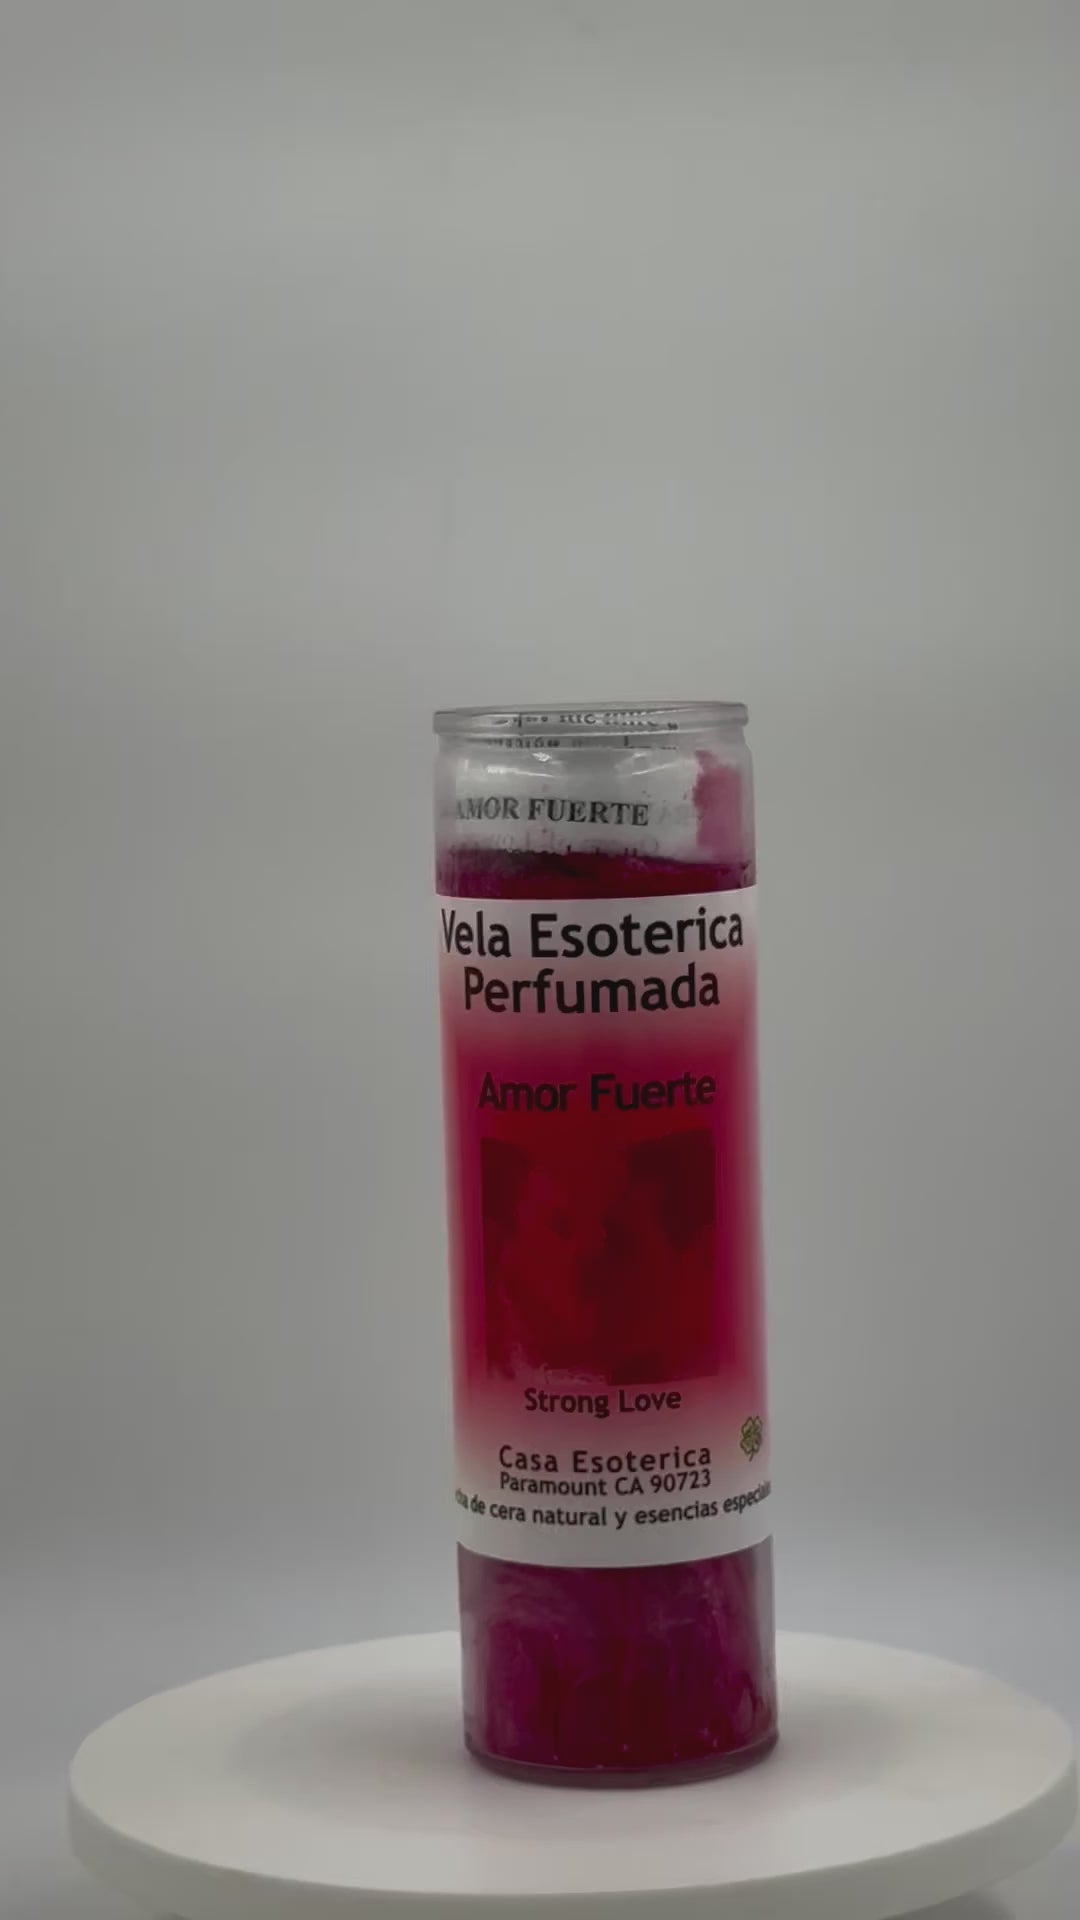 AMOR FUERTE
Vela Esoterica
Perfumada
Amor Fuerte
Strong Love
Casa Esoterica
Paramount CA 90723
de cera natural y esencias